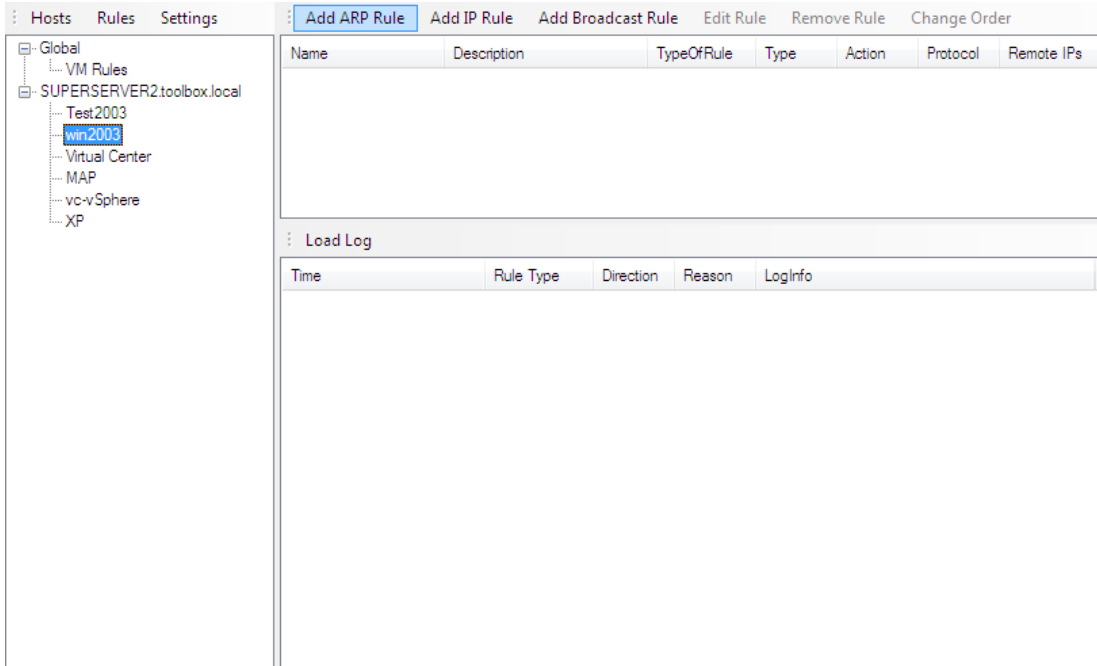 Hosts Rules Settings
Global
VM Rules
SUPERSERVER2.toolbox.local
Test2003
win2003
Virtual Center
MAP
vc-vSphere
XP
Add ARP Rule Add IP Rule Add Broadcast Rule Edit Rule Remove Rule Change Order
Name Description TypeOfRule Type Action Protocol Remote IPs
Load Log
Time Rule Type Direction Reason LogInfo